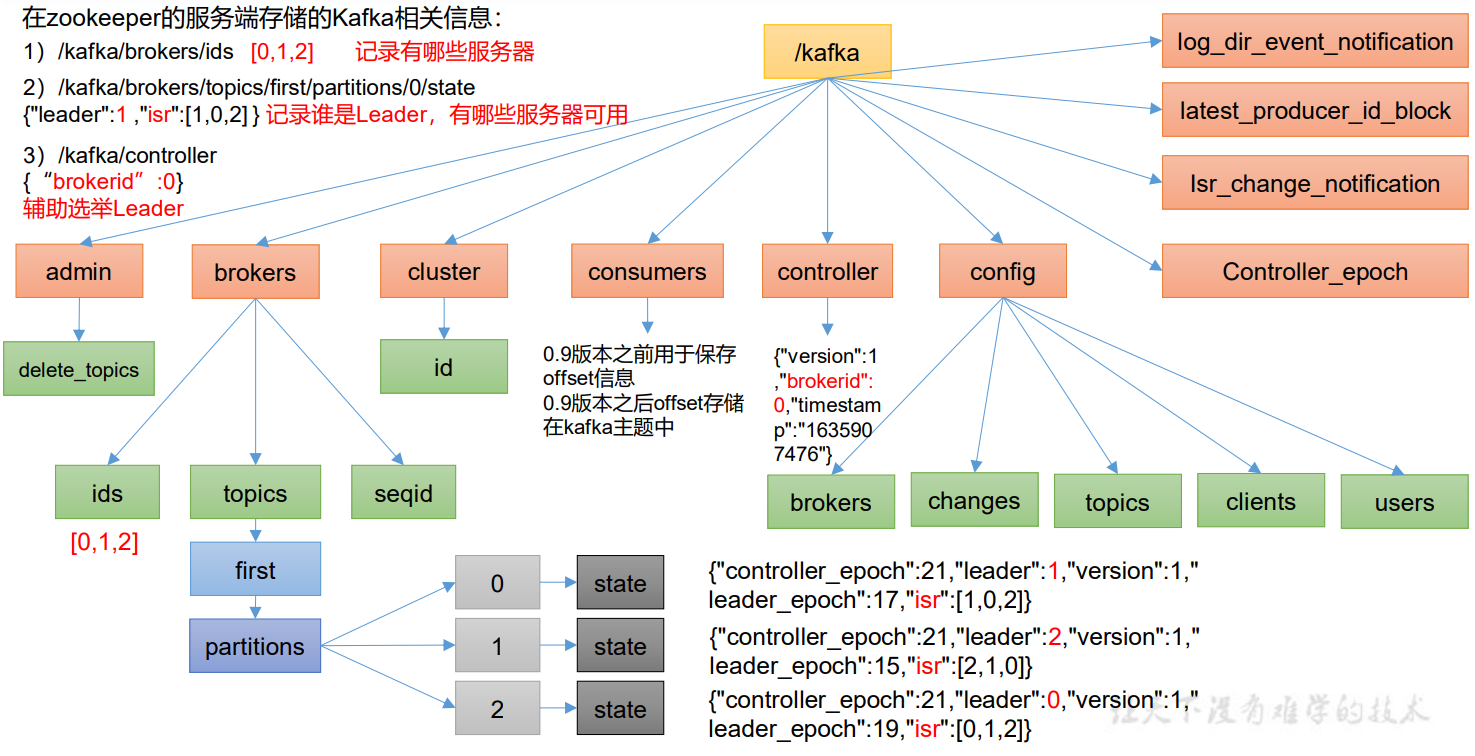 在zookeeper的服务端存储的Kafka相关信息：
1）/kafka/brokers/ids [0,1,2] 记录有哪些服务器
2）/kafka/brokers/topics/first/partitions/0/state
{"leader":1 ,"isr":[1,0,2] } 记录谁是Leader，有哪些服务器可用
3）/kafka/controller
{“brokerid”:0}
辅助选举Leader
/kafka
log_dir_event_notification
latest_producer_id_block
Isr_change_notification
Controller_epoch
admin
brokers
cluster
consumers
controller
config
delete_topics
id
0.9版本之前用于保存
offset信息
0.9版本之后offset存储
在kafka主题中
{"version":1
,"brokerid":
0,"timestam
p":"163590
7476"}
ids
topics
seqid
brokers
changes
topics
clients
users
[0,1,2]
first
partitions
0
state
{"controller_epoch":21,"leader":1,"version":1,"
leader_epoch":17,"isr":[1,0,2]}
1
state
{"controller_epoch":21,"leader":2,"version":1,"
leader_epoch":15,"isr":[2,1,0]}
2
state
{"controller_epoch":21,"leader":0,"version":1,"
leader_epoch":19,"isr":[0,1,2]}
让天下没有难学的技术